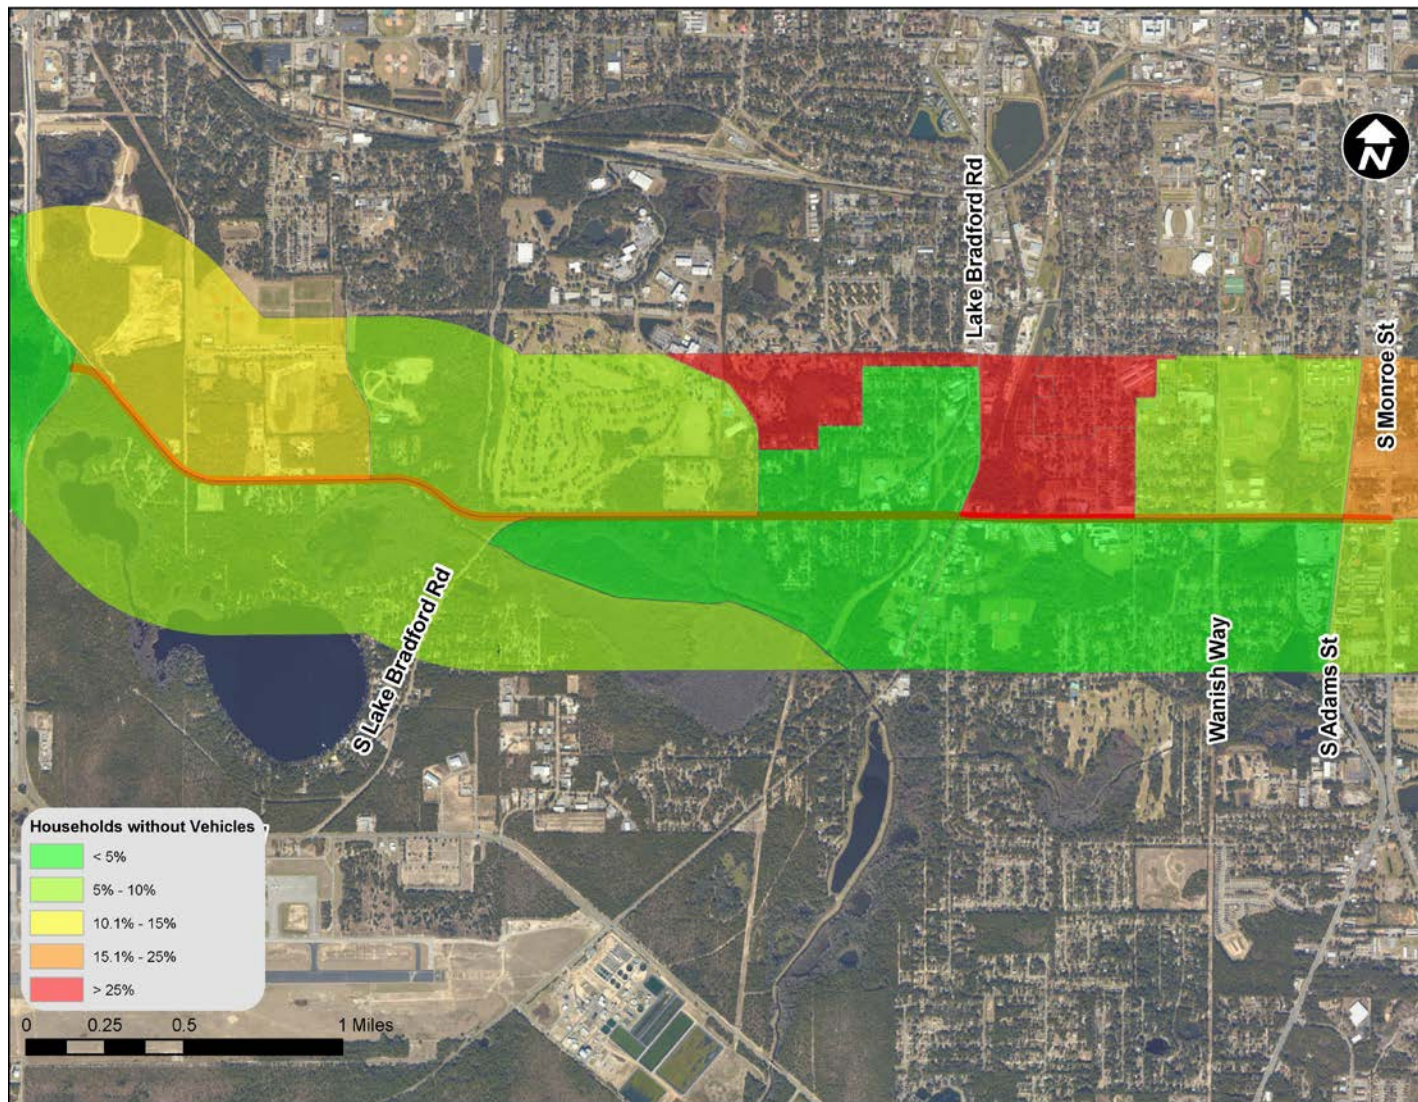 N
Lake Bradford Rd
S Monroe St
S Lake Bradford Rd
Wanish Way
S Adams St
Households without Vehicles
< 5%
5% - 10%
10.1% - 15%
15.1% - 25%
> 25%
0 0.25 0.5 1 Miles